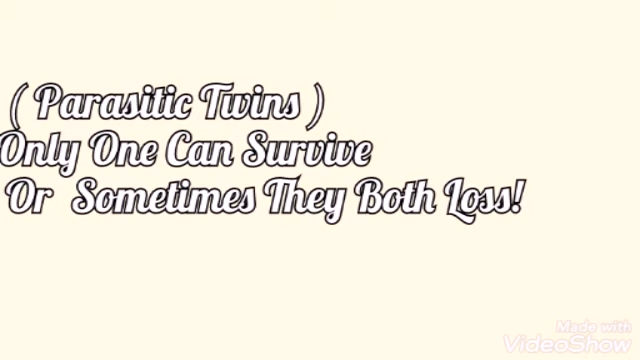 ( Parasitic Twins )
Only One Can Survive
Or Sometimes They Both Loss!
Made with
VideoShow